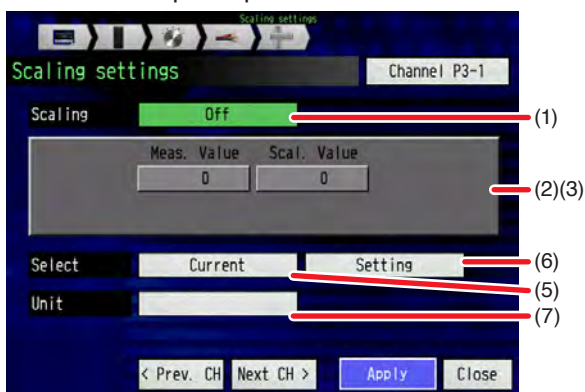 Scaling settings
Scaling settings Channel P3-1
Scaling Off (1)
Meas. Value Scal. Value
0 0
(2)(3)
Select Current Setting (6)
(5)
Unit (7)
< Prev. CH Next CH > Apply Close